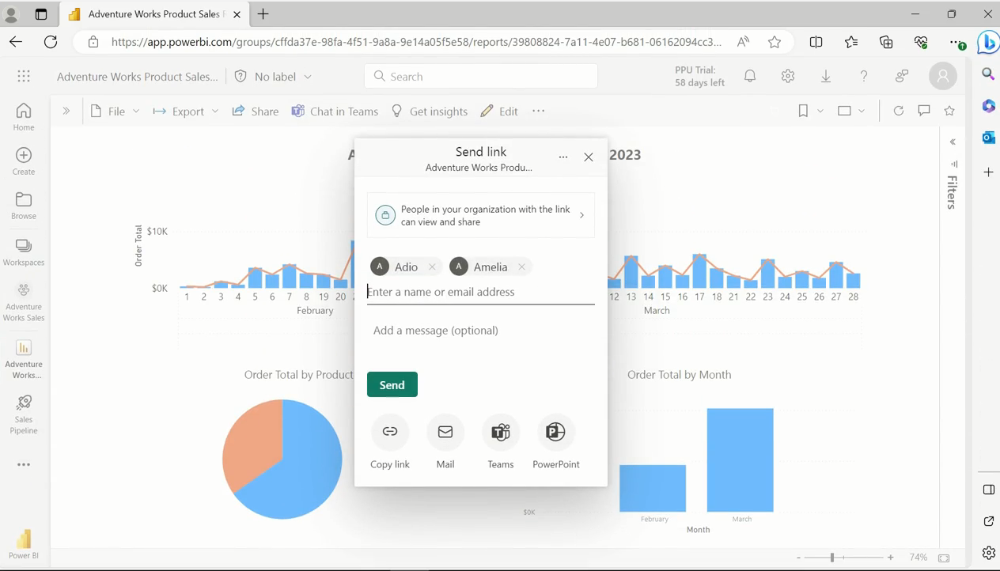 Adventure Works Product Sales R
https://app.powerbi.com/groups/cffda37e-98fa-4f51-9a8a-9e14a05f5e58/reports/39808824-7a11-4e07-b681-06162094cc3...
Adventure Works Product Sales...
No label
Search
PPU Trial:
58 days left
File
Export
Share
Chat in Teams
Get insights
Edit
Home
Create
Browse
Workspaces
Adventure
Works Sales
Adventure
Works...
Sales
Pipeline
Power BI
A
2023
Filters
Send link
Adventure Works Produ...
People in your organization with the link
can view and share
A Adio
A Amelia
Enter a name or email address
Add a message (optional)
Send
Copy link
Mail
Teams
PowerPoint
Order Total
$10K
$0K
1 2 3 4 5 6 7 8 19 20 2
February
12 13 14 15 16 17 18 21 22 23 24 25 26 27 28
March
Order Total by Product
Order Total by Month
$0K
February
March
Month
- + 74%